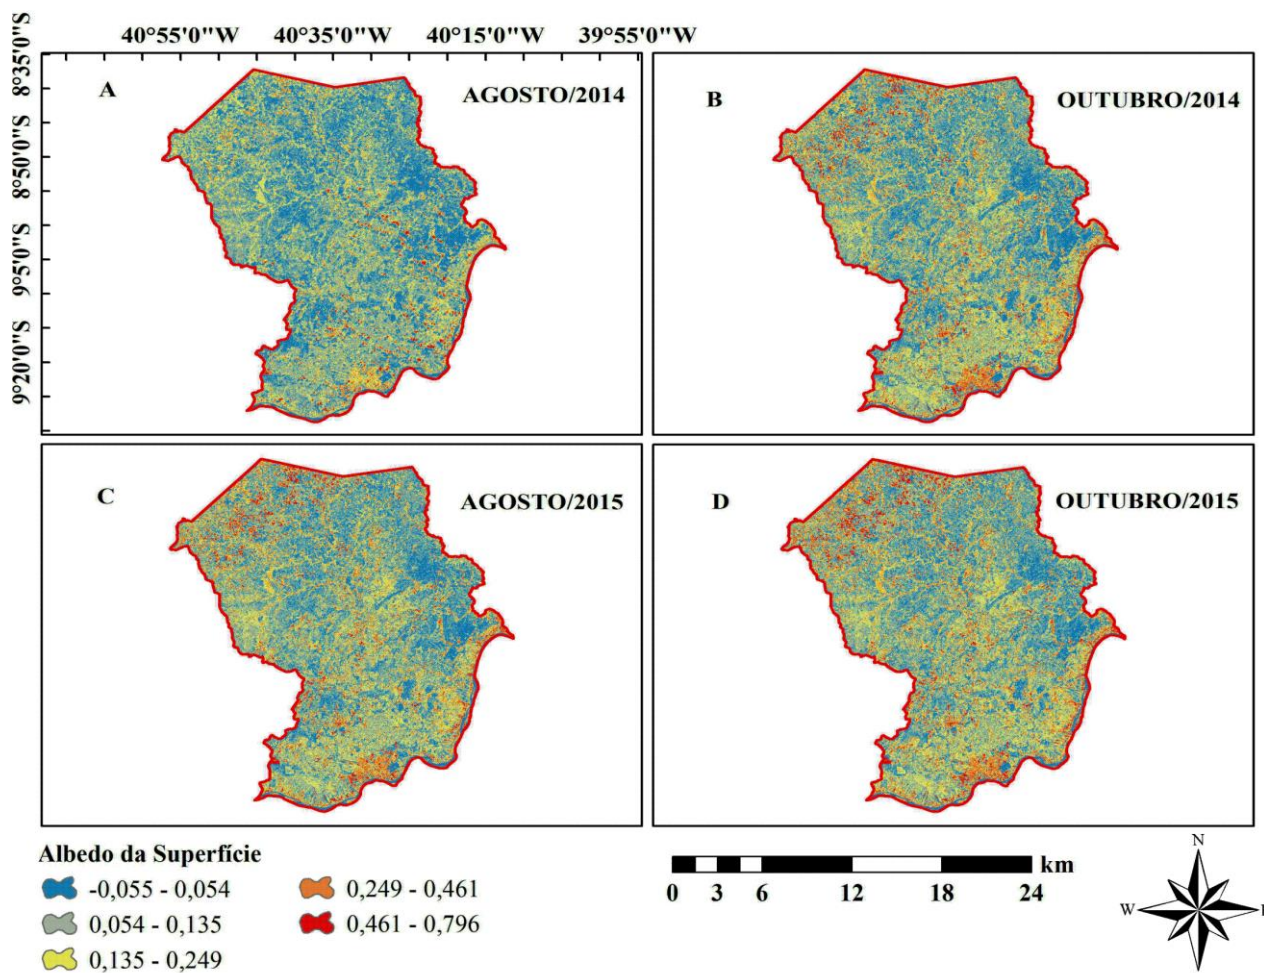 40°55'0"W 40°35'0"W 40°15'0"W 39°55'0"W
8°35'0"S
8°50'0"S
9°5'0"S
9°20'0"S
A
AGOSTO/2014
B
OUTUBRO/2014
C
AGOSTO/2015
D
OUTUBRO/2015
Albedo da Superfície
-0,055 - 0,054
0,054 - 0,135
0,135 - 0,249
0,249 - 0,461
0,461 - 0,796
km
0 3 6 12 18 24
N
W
E
S